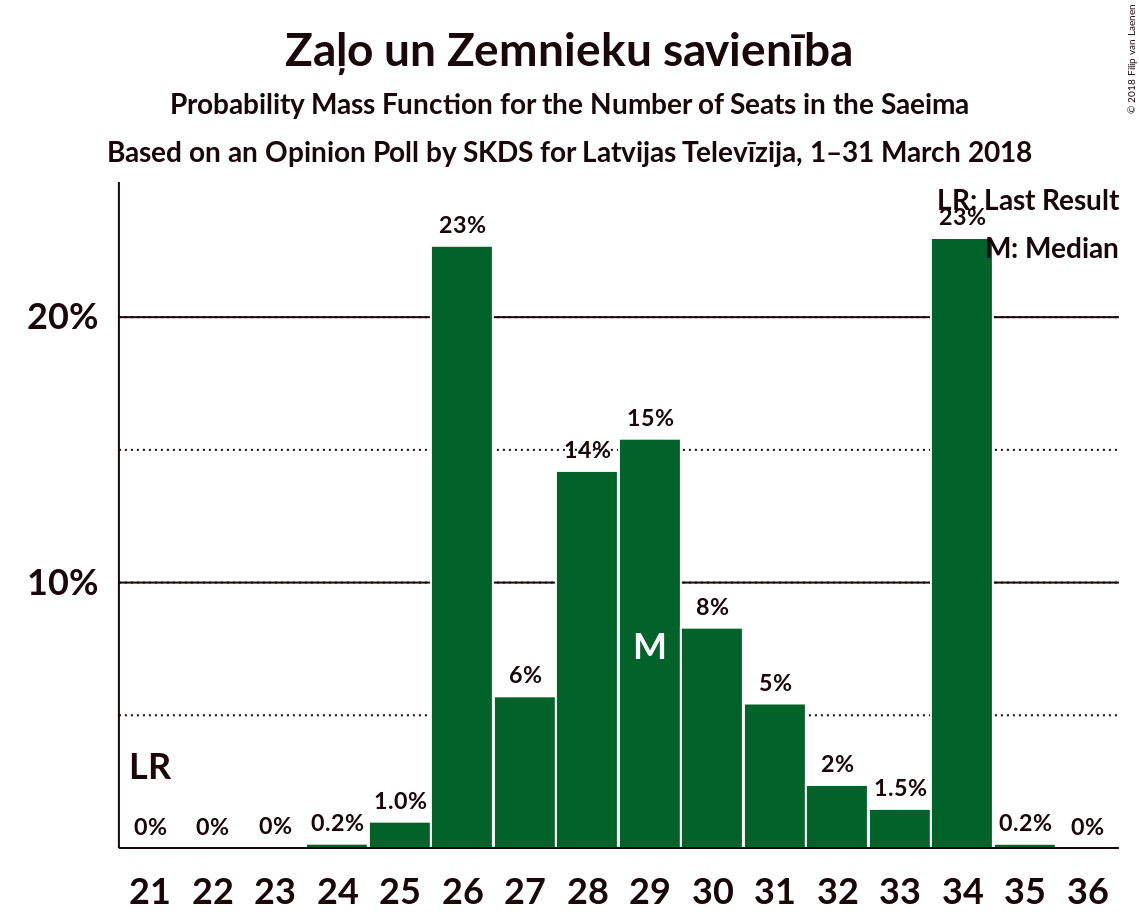 Zaļo un Zemnieku savienība
Probability Mass Function for the Number of Seats in the Saeima
Based on an Opinion Poll by SKDS for Latvijas Televīzija, 1–31 March 2018
© 2018 Filip van Laenen
LR: Last Result
M: Median
23%
23%
20%
15%
14%
10%
8%
M
6%
5%
LR
2%
1.5%
1.0%
0%
0%
0%
0.2%
0.2%
0%
21 22 23 24 25 26 27 28 29 30 31 32 33 34 35 36